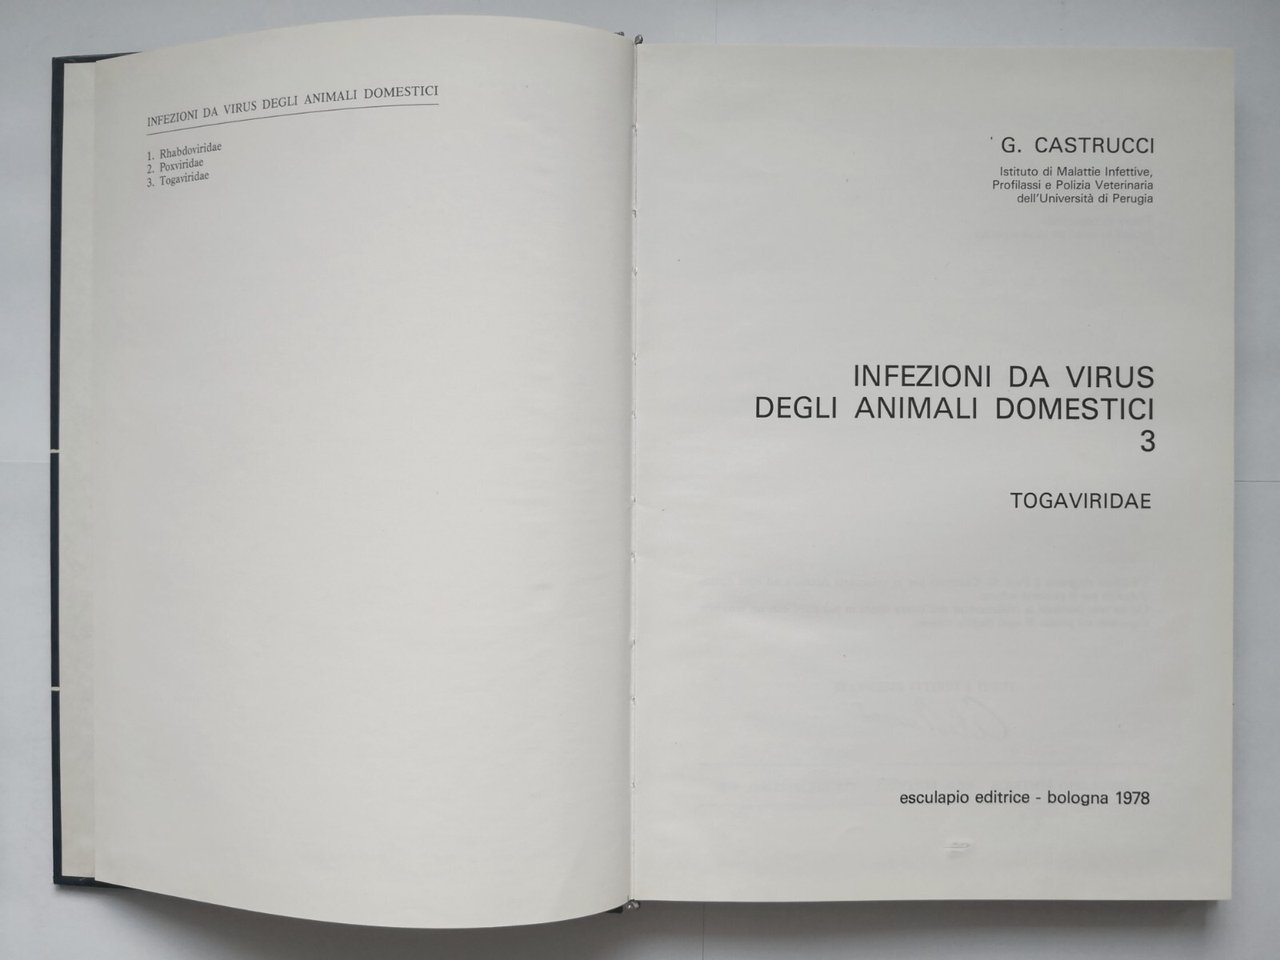 INFEZIONI DA VIRUS DEGLI ANIMALI DOMESTICI
1. Rhabdoviridae
2. Poxviridae
3. Togaviridae
G. CASTRUCCI
Istituto di Malattie Infettive,
Profilassi e Polizia Veterinaria
dell'Università di Perugia
INFEZIONI DA VIRUS
DEGLI ANIMALI DOMESTICI
3
TOGAVIRIDAE
esculapio editrice - bologna 1978